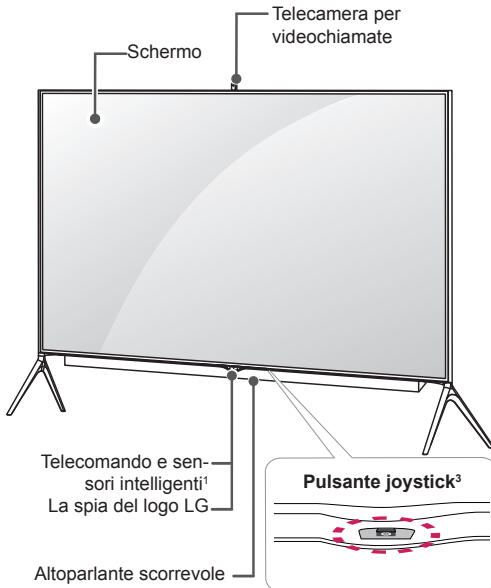 Telecamera per
videochiamate
Schermo
Telecomando e sen-
sori intelligenti¹
La spia del logo LG
Pulsante joystick³
Altoparlante scorrevole